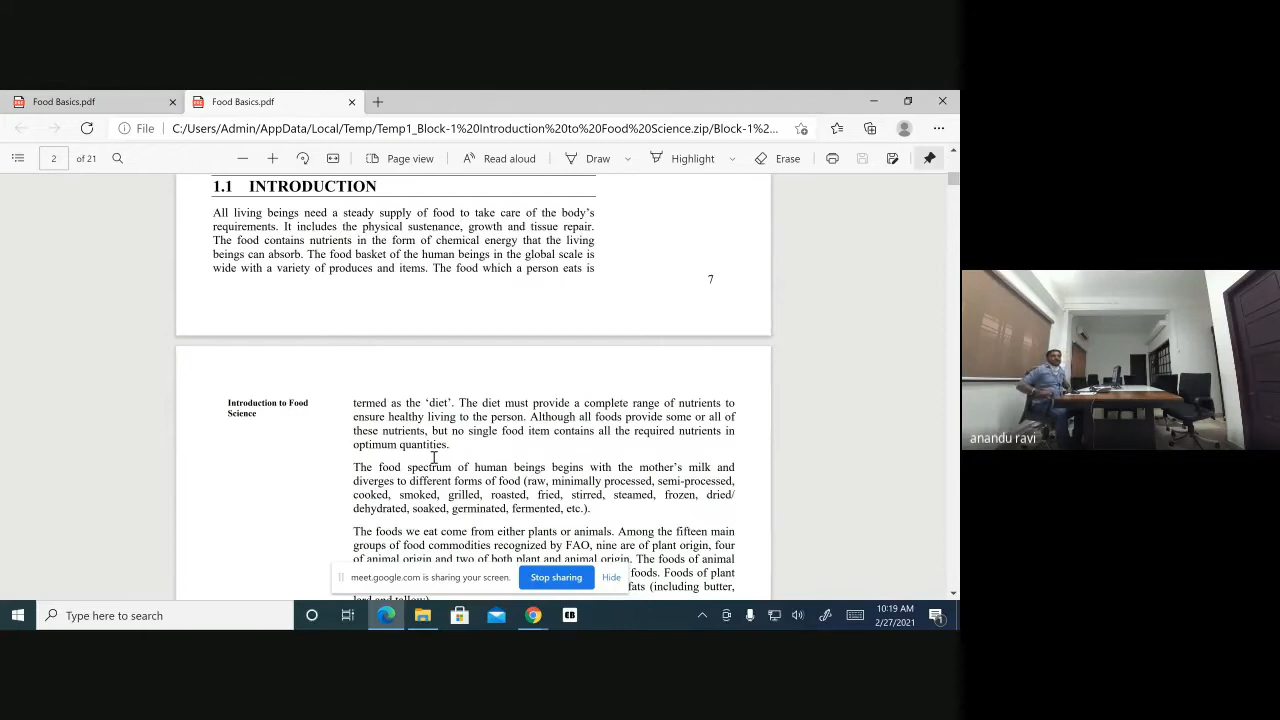 Food Basics.pdf
Food Basics.pdf
File
C:/Users/Admin/AppData/Local/Temp/Temp1_Block-1%20Introduction%20to%20Food%20Science.zip/Block-1%2...
2 of 21
Page view
Read aloud
Draw
Highlight
Erase
1.1 INTRODUCTION
All living beings need a steady supply of food to take care of the body's
requirements. It includes the physical sustenance, growth and tissue repair.
The food contains nutrients in the form of chemical energy that the living
beings can absorb. The food basket of the human beings in the global scale is
wide with a variety of produces and items. The food which a person eats is
7
Introduction to Food
Science
termed as the 'diet'. The diet must provide a complete range of nutrients to
ensure healthy living to the person. Although all foods provide some or all of
these nutrients, but no single food item contains all the required nutrients in
optimum quantities.
The food spectrum of human beings begins with the mother's milk and
diverges to different forms of food (raw, minimally processed, semi-processed,
cooked, smoked, grilled, roasted, fried, stirred, steamed, frozen, dried/
dehydrated, soaked, germinated, fermented, etc.).
The foods we eat come from either plants or animals. Among the fifteen main
groups of food commodities recognized by FAO, nine are of plant origin, four
of animal origin and two of both plant and animal origin. The foods of animal
foods. Foods of plant
fats (including butter,
lard and tallow)
meet.google.com is sharing your screen.
Stop sharing
Hide
anandu ravi
Type here to search
10:19 AM
2/27/2021